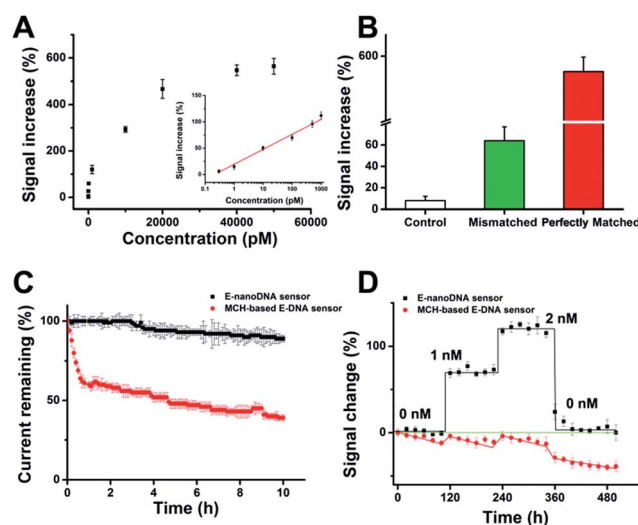 A
Signal increase (%)
600
400
200
0
0
20000
40000
60000
Concentration (pM)
Signal increase (%)
150
100
50
0
0.1
1
10
100
1000
Concentration (pM)
B
Signal increase (%)
600
60
40
20
0
Control
Mismatched
Perfectly Matched
C
E-nanoDNA sensor
MCH-based E-DNA sensor
Current remaining (%)
100
50
0
0
2
4
6
8
10
Time (h)
D
E-nanoDNA sensor
MCH-based E-DNA sensor
Signal change (%)
100
0
0 nM
1 nM
2 nM
0 nM
0
120
240
360
480
Time (h)